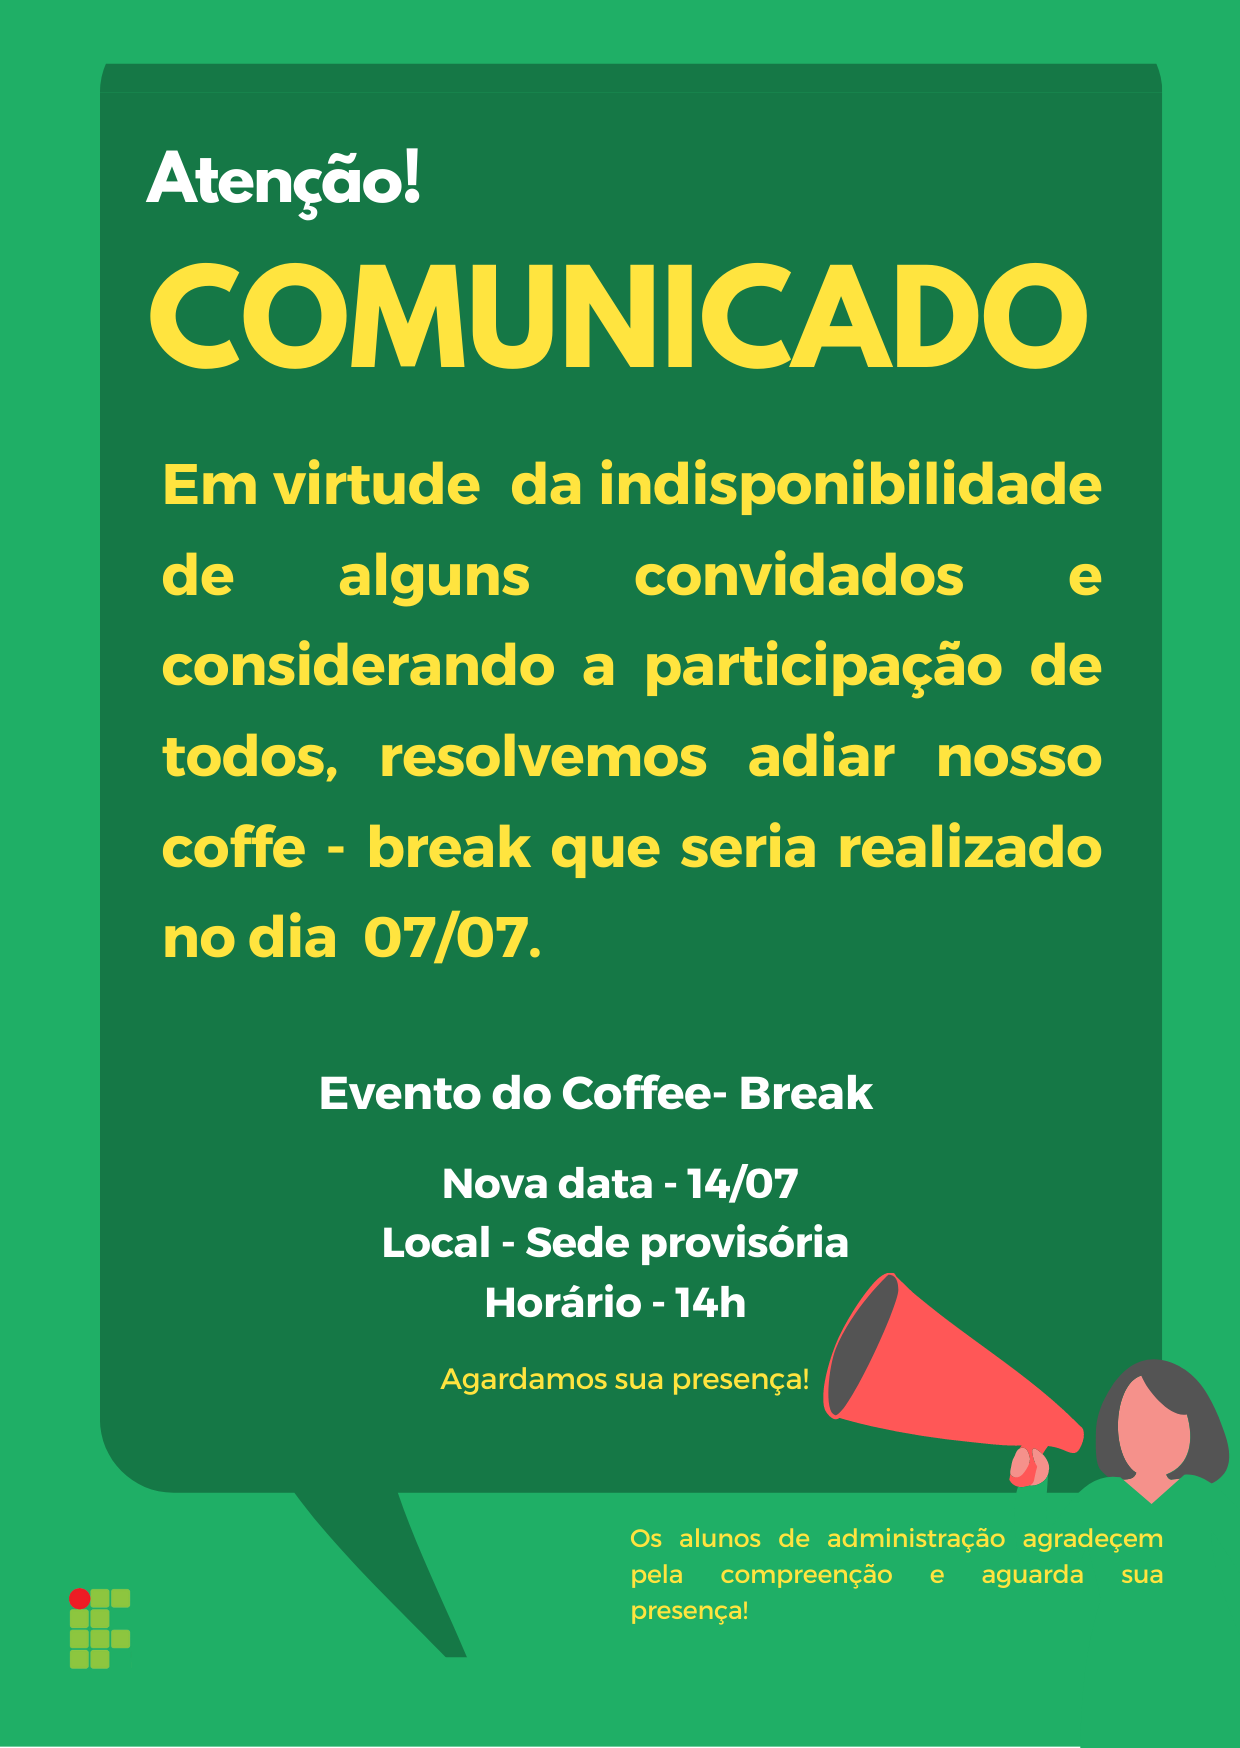 Atenção!
COMUNICADO
Em virtude da indisponibilidade
de alguns convidados e
considerando a participação de
todos, resolvemos adiar nosso
coffe - break que seria realizado
no dia 07/07.
Evento do Coffee- Break
Nova data - 14/07
Local - Sede provisória
Horário - 14h
Agardamos sua presença!
Os alunos de administração agradeçem
pela compreenção e aguarda sua
presença!